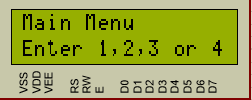 Main Menu
Enter 1,2,3 or 4
VSS VDD VEE RS RW E D0 D1 D2 D3 D4 D5 D6 D7